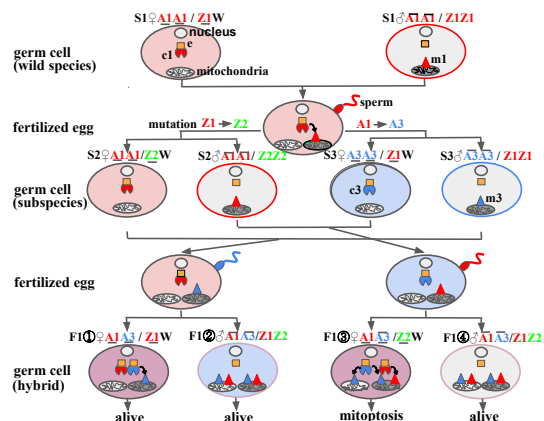 S1♀A1A1 / Z1W
S1♂A1A1/ Z1Z1
nucleus
e
c1
m1
mitochondria
germ cell
(wild species)
sperm
fertilized egg
mutation Z1→Z2
A1→A3
S2♀A1A1/Z2W
S2♂A1A1/ Z2Z2
S3♀A3A3/ Z1W
S3♂A3A3/ Z1Z1
c3
m3
germ cell
(subspecies)
fertilized egg
F1①♀A1A3 / Z1W
F1②♂A1A3/Z1Z2
F1③♀A1A3 / Z2W
F1④♂A1A3/Z1Z2
germ cell
(hybrid)
alive
alive
mitoptosis
alive